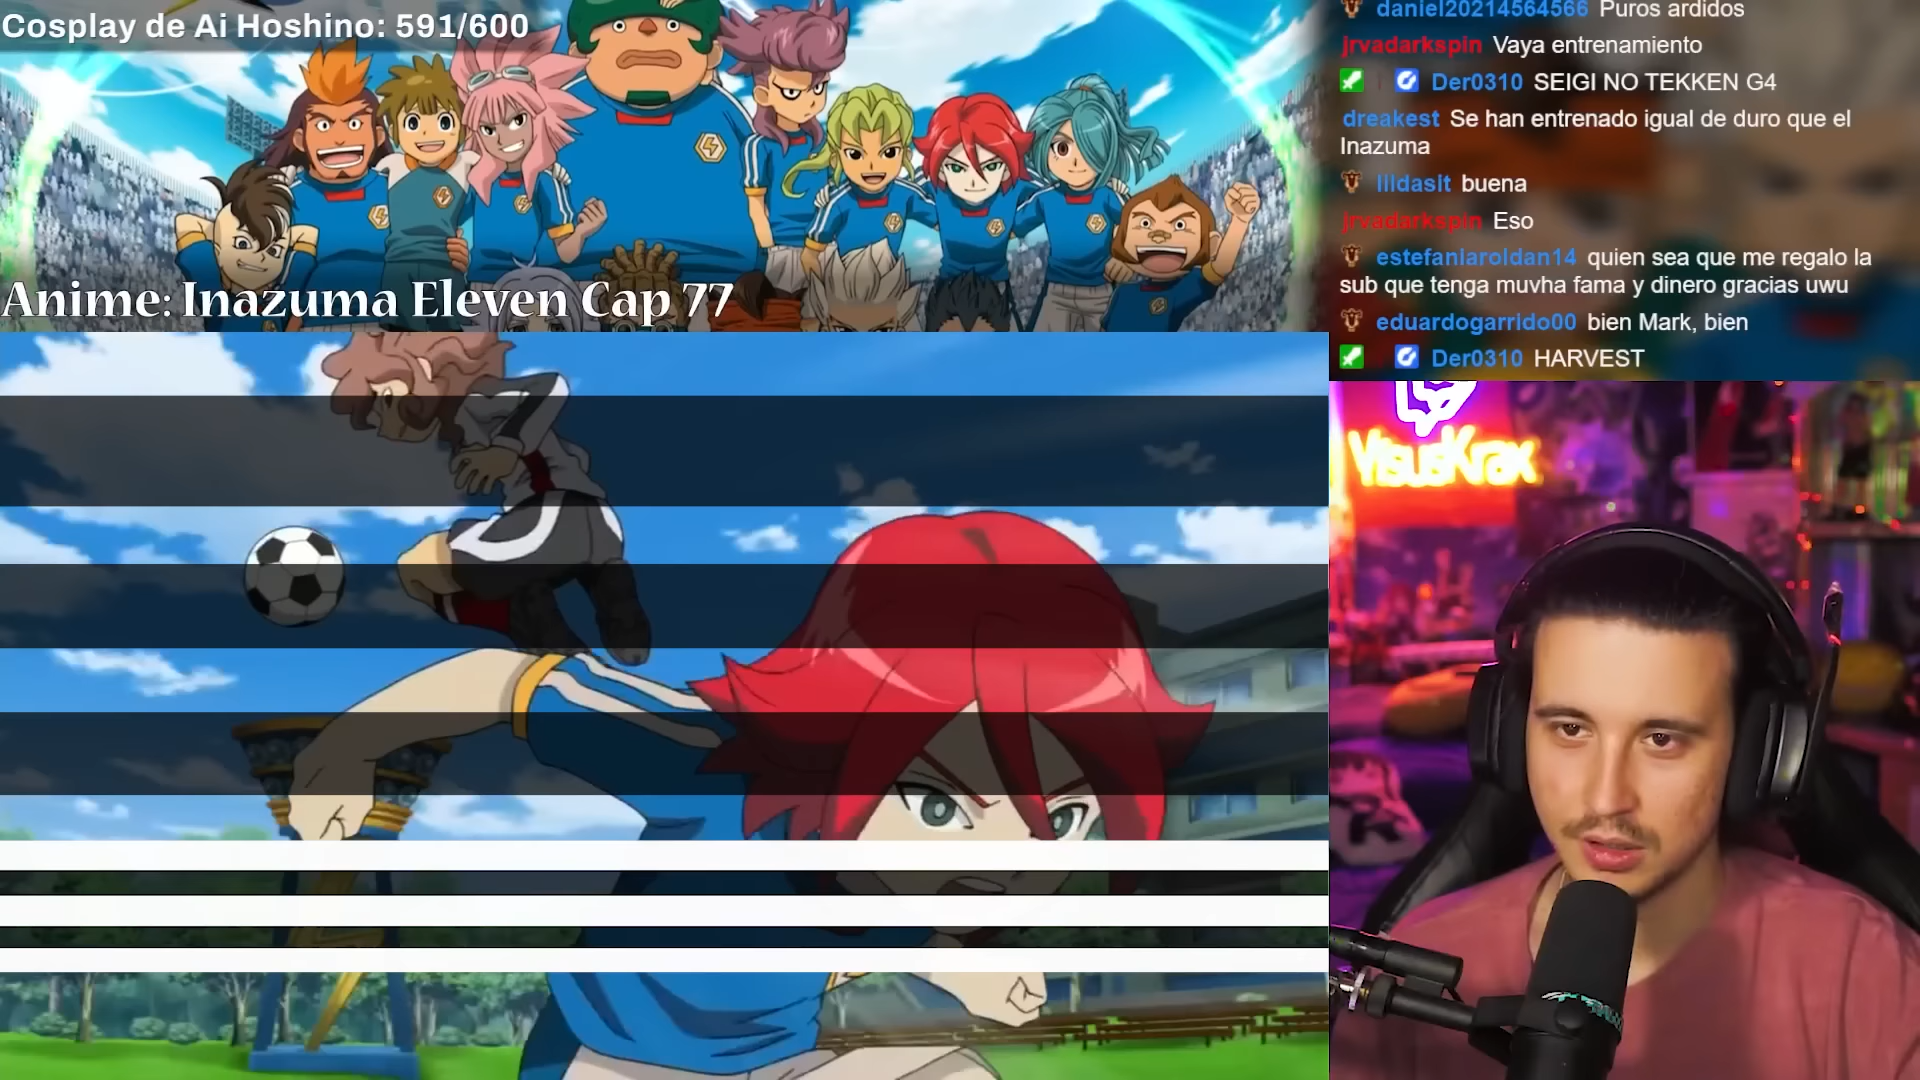 Cosplay de Ai Hoshino: 591/600
Anime: Inazuma Eleven Cap 77
daniel20214564566 Puros ardidos
jrvadarkspin Vaya entrenamiento
Der0310 SEIGI NO TEKKEN G4
dreakest Se han entrenado igual de duro que el
Inazuma
lildasit buena
jrvadarkspin Eso
estefaniaroldan14 quien sea que me regalo la
sub que tenga muvha fama y dinero gracias uwu
eduardogarrido00 bien Mark, bien
Der0310 HARVEST
VisusKrax